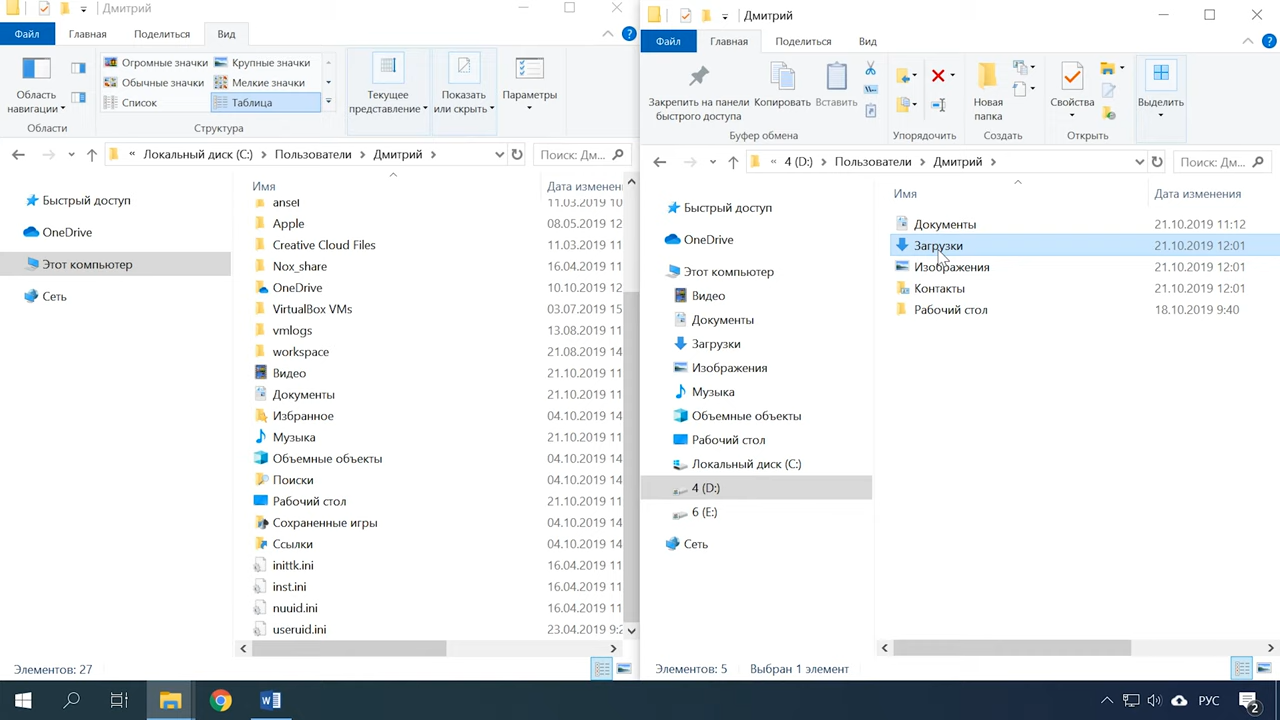 Дмитрий
Файл
Главная
Поделиться
Вид
Область навигации
Огромные значки
Крупные значки
Обычные значки
Мелкие значки
Список
Таблица
Текущее представление
Показать или скрыть
Параметры
Области
Структура
« Локальный диск (C:) > Пользователи > Дмитрий >
Поиск: Дм...
Быстрый доступ
OneDrive
Этот компьютер
Сеть
Имя
Дата изменен
ansel 11.03.2019 10
Apple 08.05.2019 12
Creative Cloud Files 11.03.2019 11
Nox_share 16.04.2019 11
OneDrive 10.10.2019 12
VirtualBox VMs 03.07.2019 15
vmlogs 13.08.2019 11
workspace 21.08.2019 14
Видео 21.10.2019 11
Документы 21.10.2019 11
Избранное 04.10.2019 14
Музыка 21.10.2019 11
Объемные объекты 04.10.2019 14
Поиски 04.10.2019 14
Рабочий стол 21.10.2019 11
Сохраненные игры 04.10.2019 14
Ссылки 04.10.2019 14
inittk.ini 16.04.2019 11
inst.ini 16.04.2019 11
nuuid.ini 16.04.2019 11
useruid.ini 23.04.2019 9:2
Элементов: 27
Дмитрий
Файл
Главная
Поделиться
Вид
Закрепить на панели быстрого доступа
Копировать
Вставить
Новая папка
Свойства
Выделить
Буфер обмена
Упорядочить
Создать
Открыть
« 4 (D:) > Пользователи > Дмитрий >
Поиск: Дм...
Быстрый доступ
OneDrive
Этот компьютер
Видео
Документы
Загрузки
Изображения
Музыка
Объемные объекты
Рабочий стол
Локальный диск (C:)
4 (D:)
6 (E:)
Сеть
Имя
Дата изменения
Документы 21.10.2019 11:12
Загрузки 21.10.2019 12:01
Изображения 21.10.2019 12:01
Контакты 21.10.2019 12:01
Рабочий стол 18.10.2019 9:40
Элементов: 5
Выбран 1 элемент
РУС
2